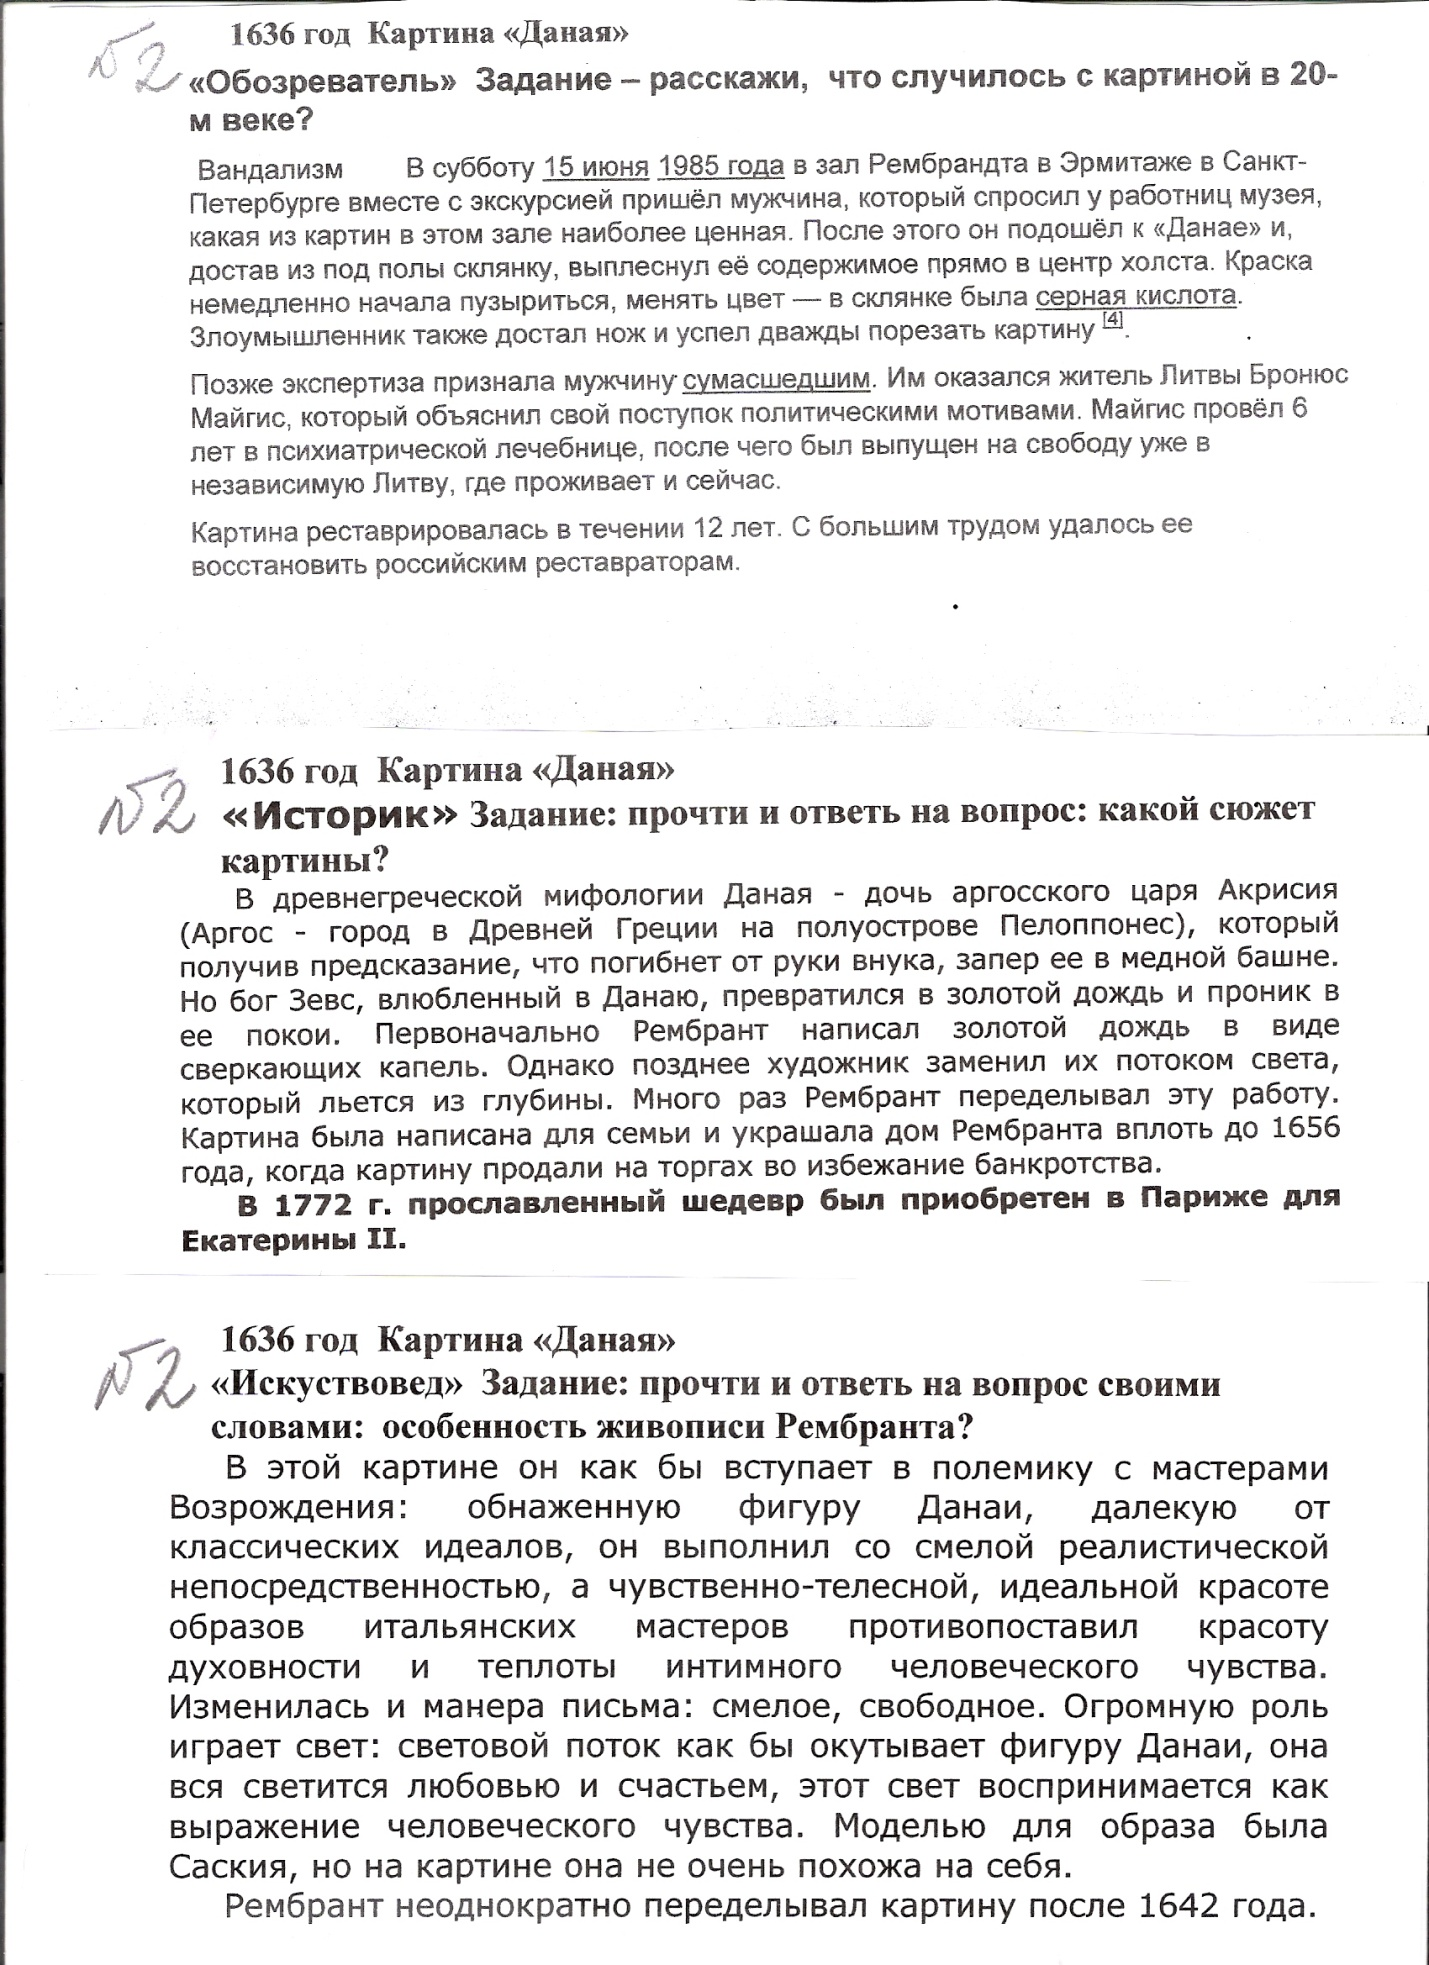 №2
1636 год  Картина «Даная»
«Обозреватель»  Задание – расскажи,  что случилось с картиной в 20-
м веке?
Вандализм        В субботу 15 июня 1985 года в зал Рембрандта в Эрмитаже в Санкт-
Петербурге вместе с экскурсией пришёл мужчина, который спросил у работниц музея,
какая из картин в этом зале наиболее ценная. После этого он подошёл к «Данае» и,
достав из под полы склянку, выплеснул её содержимое прямо в центр холста. Краска
немедленно начала пузыриться, менять цвет — в склянке была серная кислота.
Злоумышленник также достал нож и успел дважды порезать картину [4].
Позже экспертиза признала мужчину сумасшедшим. Им оказался житель Литвы Бронюс
Майгис, который объяснил свой поступок политическими мотивами. Майгис провёл 6
лет в психиатрической лечебнице, после чего был выпущен на свободу уже в
независимую Литву, где проживает и сейчас.
Картина реставрировалась в течении 12 лет. С большим трудом удалось ее
восстановить российским реставраторам.
№2
1636 год  Картина «Даная»
«Историк» Задание: прочти и ответь на вопрос: какой сюжет
картины?
В древнегреческой мифологии Даная - дочь аргосского царя Акрисия
(Аргос - город в Древней Греции на полуострове Пелоппонес), который
получив предсказание, что погибнет от руки внука, запер ее в медной башне.
Но бог Зевс, влюбленный в Данаю, превратился в золотой дождь и проник в
ее покои. Первоначально Рембрант написал золотой дождь в виде
сверкающих капель. Однако позднее художник заменил их потоком света,
который льется из глубины. Много раз Рембрант переделывал эту работу.
Картина была написана для семьи и украшала дом Рембранта вплоть до 1656
года, когда картину продали на торгах во избежание банкротства.
В 1772 г. прославленный шедевр был приобретен в Париже для
Екатерины II.
№2
1636 год  Картина «Даная»
«Искуствовед»  Задание: прочти и ответь на вопрос своими
словами:  особенность живописи Рембранта?
В этой картине он как бы вступает в полемику с мастерами
Возрождения: обнаженную фигуру Данаи, далекую от
классических идеалов, он выполнил со смелой реалистической
непосредственностью, а чувственно-телесной, идеальной красоте
образов итальянских мастеров противопоставил красоту
духовности и теплоты интимного человеческого чувства.
Изменилась и манера письма: смелое, свободное. Огромную роль
играет свет: световой поток как бы окутывает фигуру Данаи, она
вся светится любовью и счастьем, этот свет воспринимается как
выражение человеческого чувства. Моделью для образа была
Саския, но на картине она не очень похожа на себя.
Рембрант неоднократно переделывал картину после 1642 года.